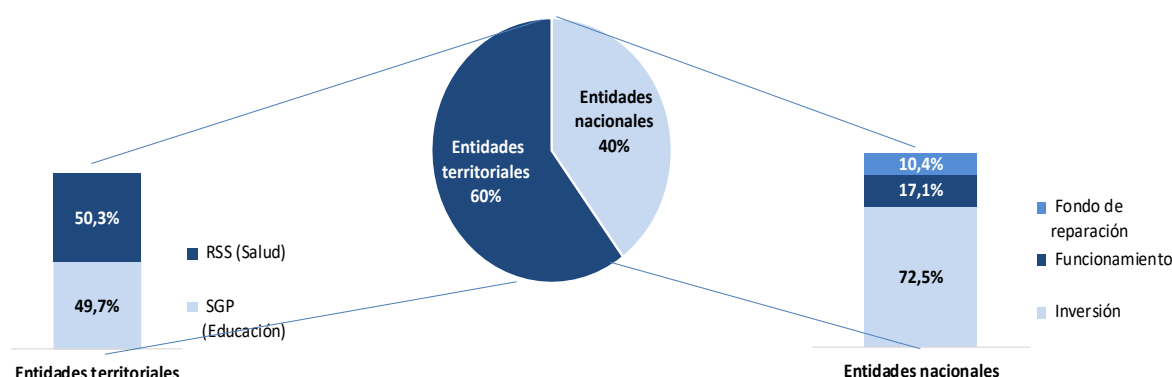 Entidades
nacionales
40%
Entidades
territoriales
60%
50,3%
49,7%
RSS (Salud)
SGP
(Educación)
Entidades territoriales
10,4%
17,1%
72,5%
Fondo de
reparación
Funcionamiento
Inversión
Entidades nacionales